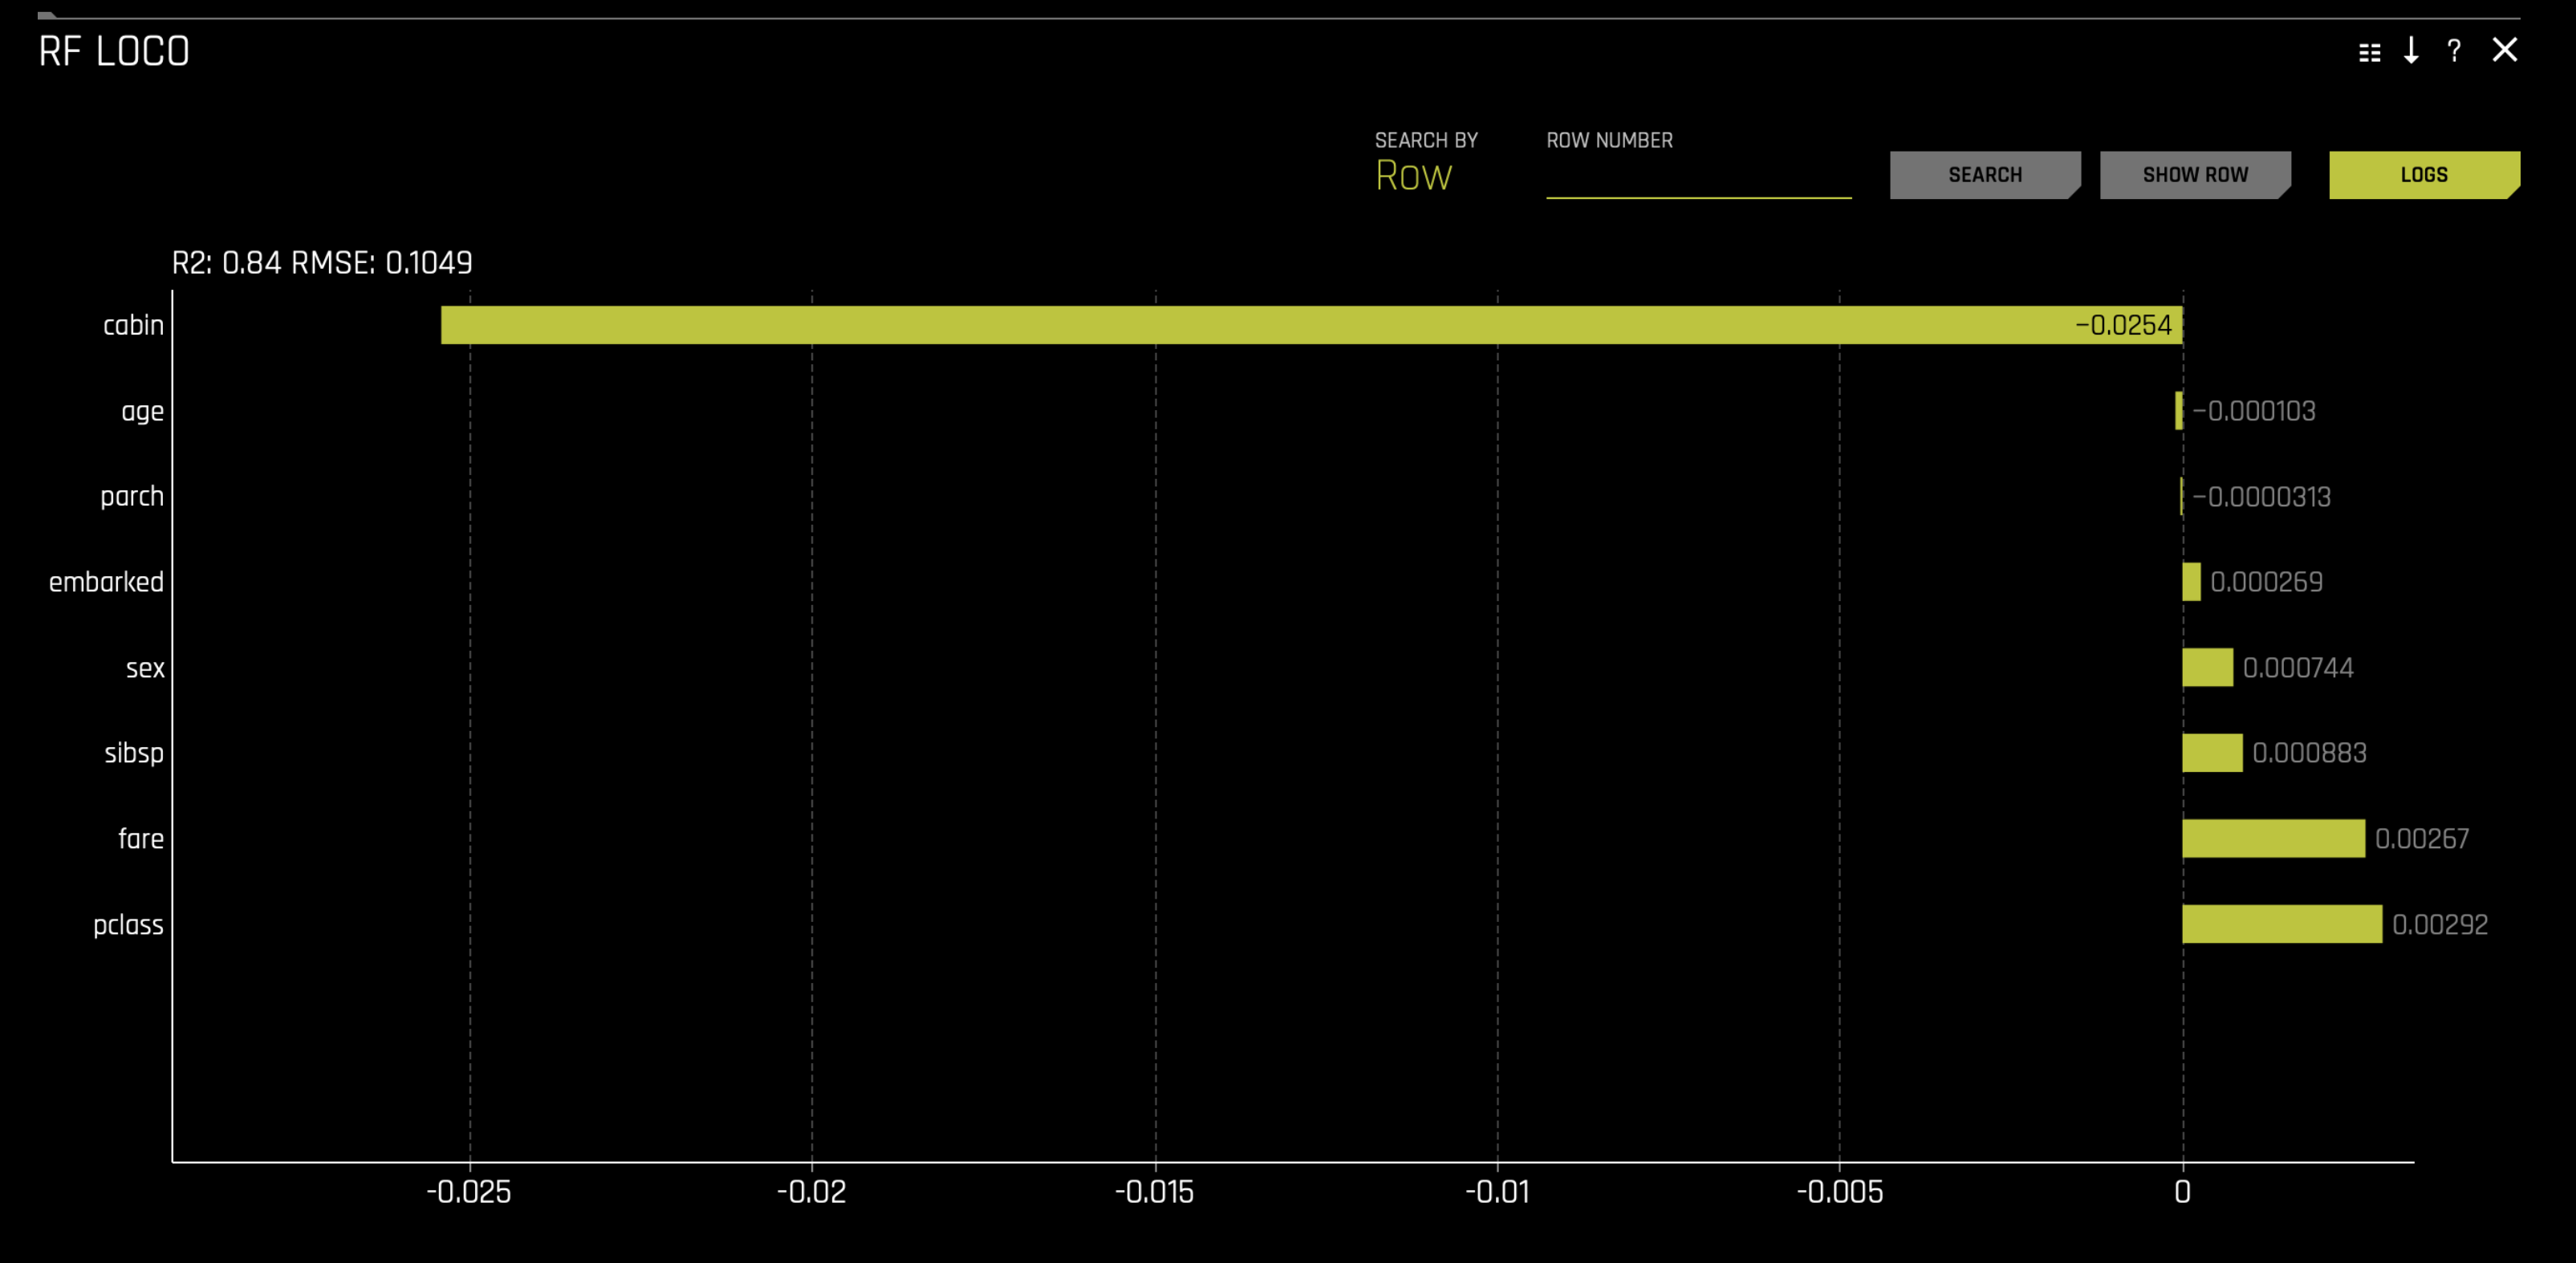 RF LOCO
?
SEARCH BY
Row
ROW NUMBER
SEARCH
SHOW ROW
LOGS
R2: 0.84 RMSE: 0.1049
cabin
−0.0254
age
−0.000103
parch
−0.0000313
embarked
0.000269
sex
0.000744
sibsp
0.000883
fare
0.00267
pclass
0.00292
-0.025 -0.02 -0.015 -0.01 -0.005 0